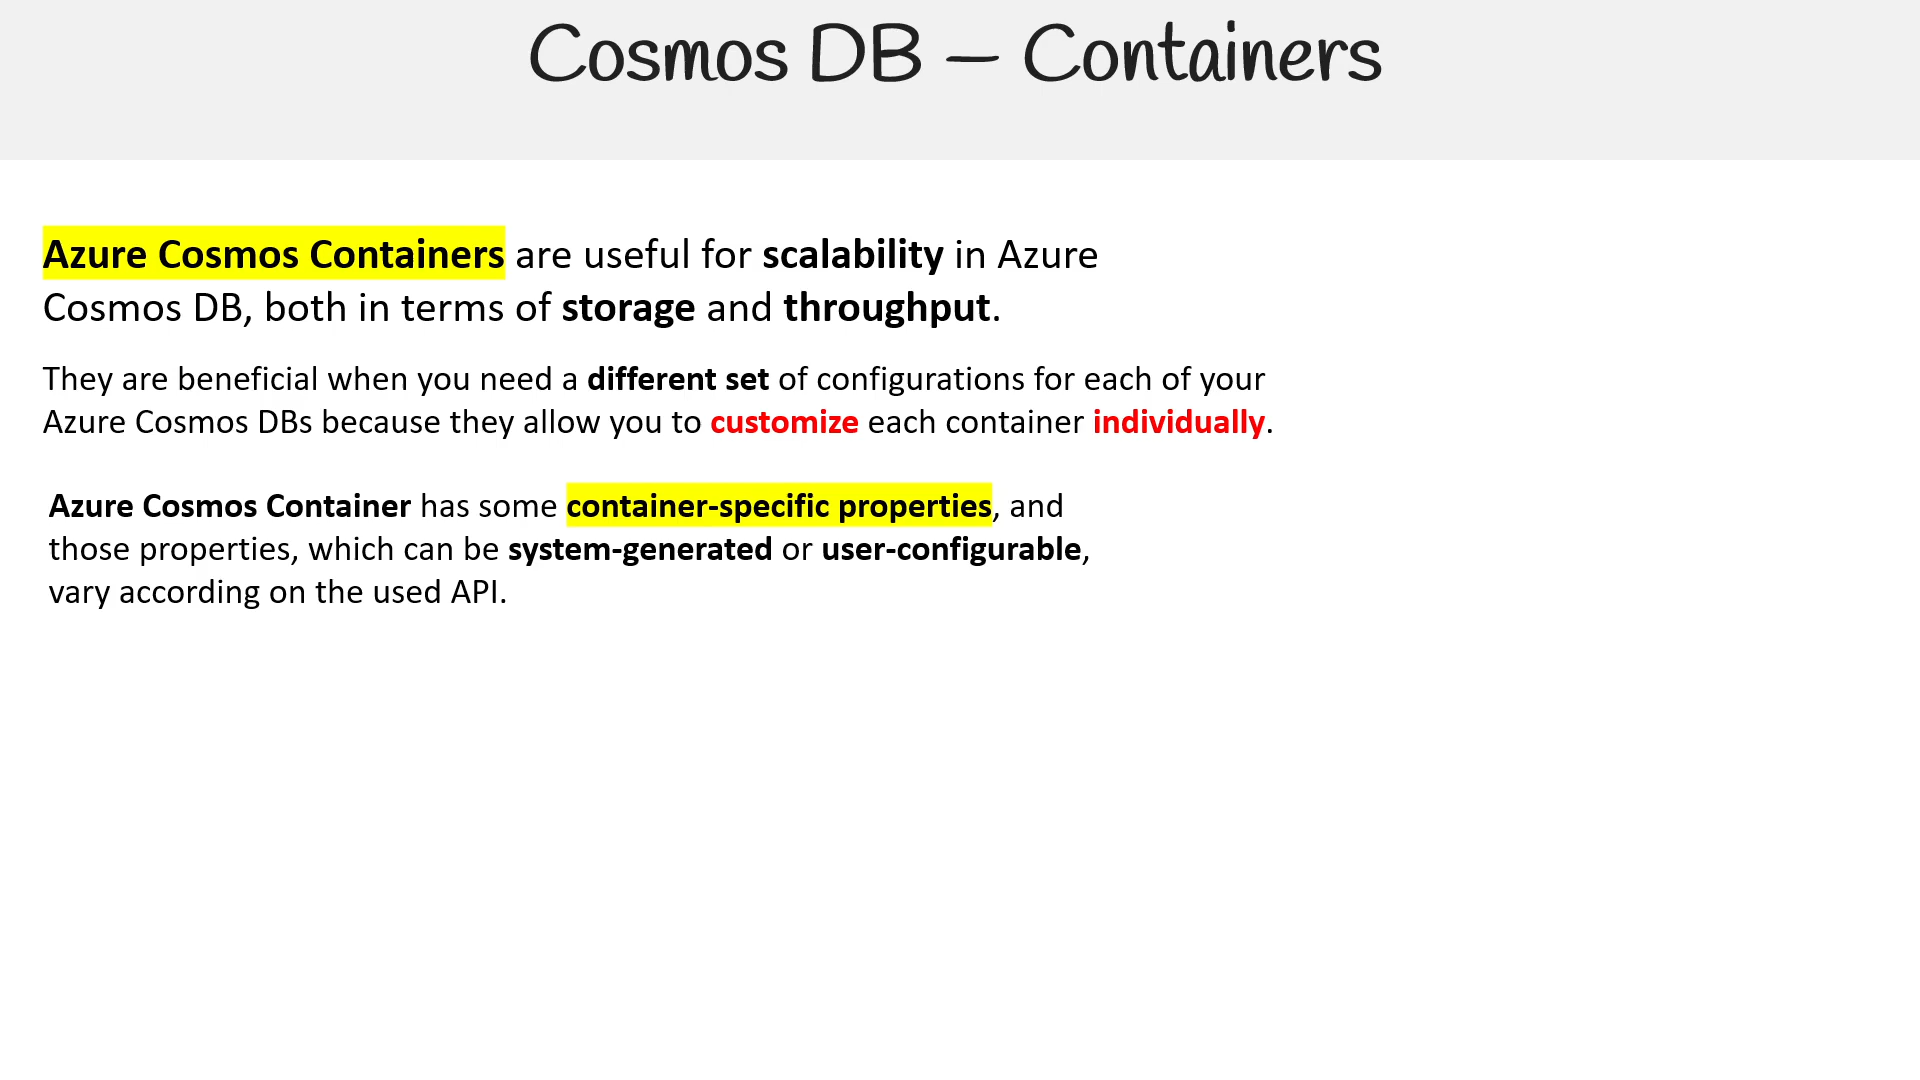 Cosmos DB – Containers
Azure Cosmos Containers are useful for scalability in Azure
Cosmos DB, both in terms of storage and throughput.
They are beneficial when you need a different set of configurations for each of your
Azure Cosmos DBs because they allow you to customize each container individually.
Azure Cosmos Container has some container-specific properties, and
those properties, which can be system-generated or user-configurable,
vary according on the used API.